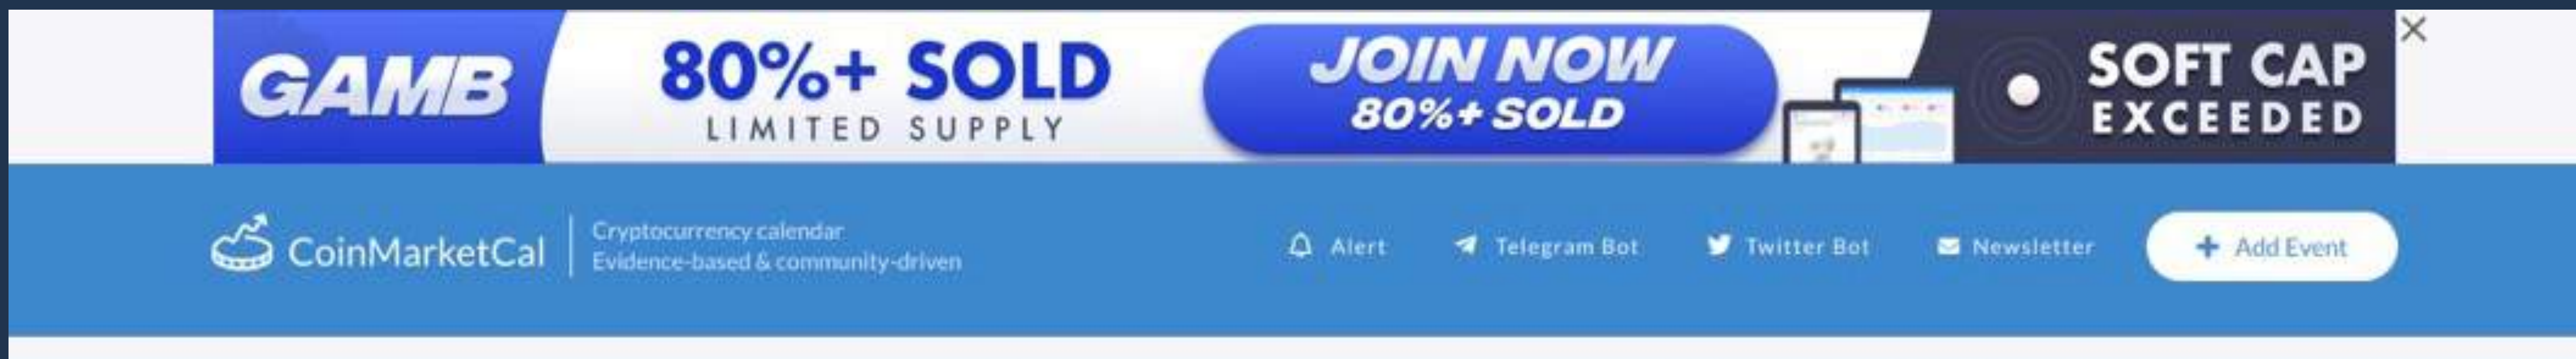 GAMB
80%+ SOLD
LIMITED SUPPLY
JOIN NOW
80%+ SOLD
SOFT CAP
EXCEEDED
CoinMarketCal
Cryptocurrency calendar
Evidence-based & community-driven
Alert
Telegram Bot
Twitter Bot
Newsletter
+ Add Event